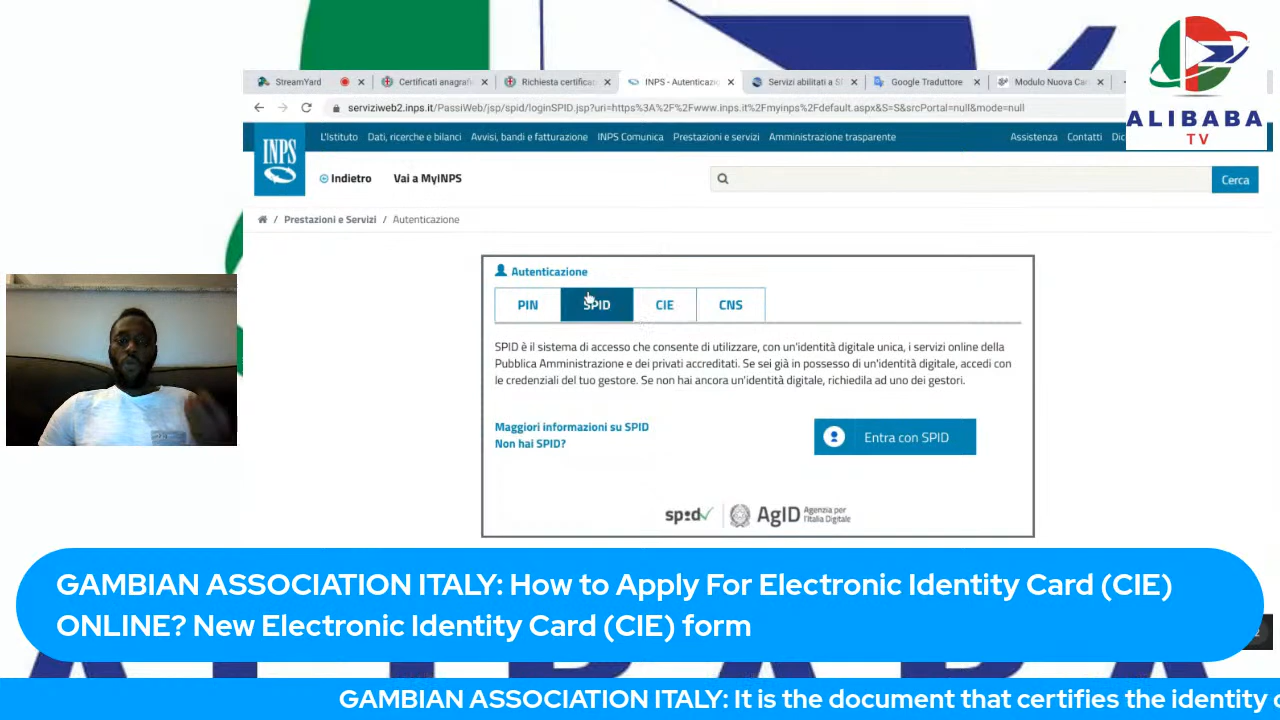 StreamYard
Certificati anagrafi
Richiesta certificat
INPS - Autenticazio
Servizi abilitati a S
Google Traduttore
Modulo Nuova Car
serviziweb2.inps.it/PassiWeb/jsp/spid/loginSPID.jsp?uri=https%3A%2F%2Fwww.inps.it%2Fmyinps%2Fdefault.aspx&S=S&srcPortal=null&mode=null
ALIBABA
TV
INPS
L'Istituto Dati, ricerche e bilanci Avvisi, bandi e fatturazione INPS Comunica Prestazioni e servizi Amministrazione trasparente Assistenza Contatti Dic
Indietro Vai a MyINPS
Cerca
/ Prestazioni e Servizi / Autenticazione
Autenticazione
PIN SPID CIE CNS
SPID è il sistema di accesso che consente di utilizzare, con un'identità digitale unica, i servizi online della
Pubblica Amministrazione e dei privati accreditati. Se sei già in possesso di un'identità digitale, accedi con
le credenziali del tuo gestore. Se non hai ancora un'identità digitale, richiedila ad uno dei gestori.
Maggiori informazioni su SPID
Non hai SPID?
Entra con SPID
spid AgID Agenzia per
l'Italia Digitale
GAMBIAN ASSOCIATION ITALY: How to Apply For Electronic Identity Card (CIE)
ONLINE? New Electronic Identity Card (CIE) form
GAMBIAN ASSOCIATION ITALY: It is the document that certifies the identity